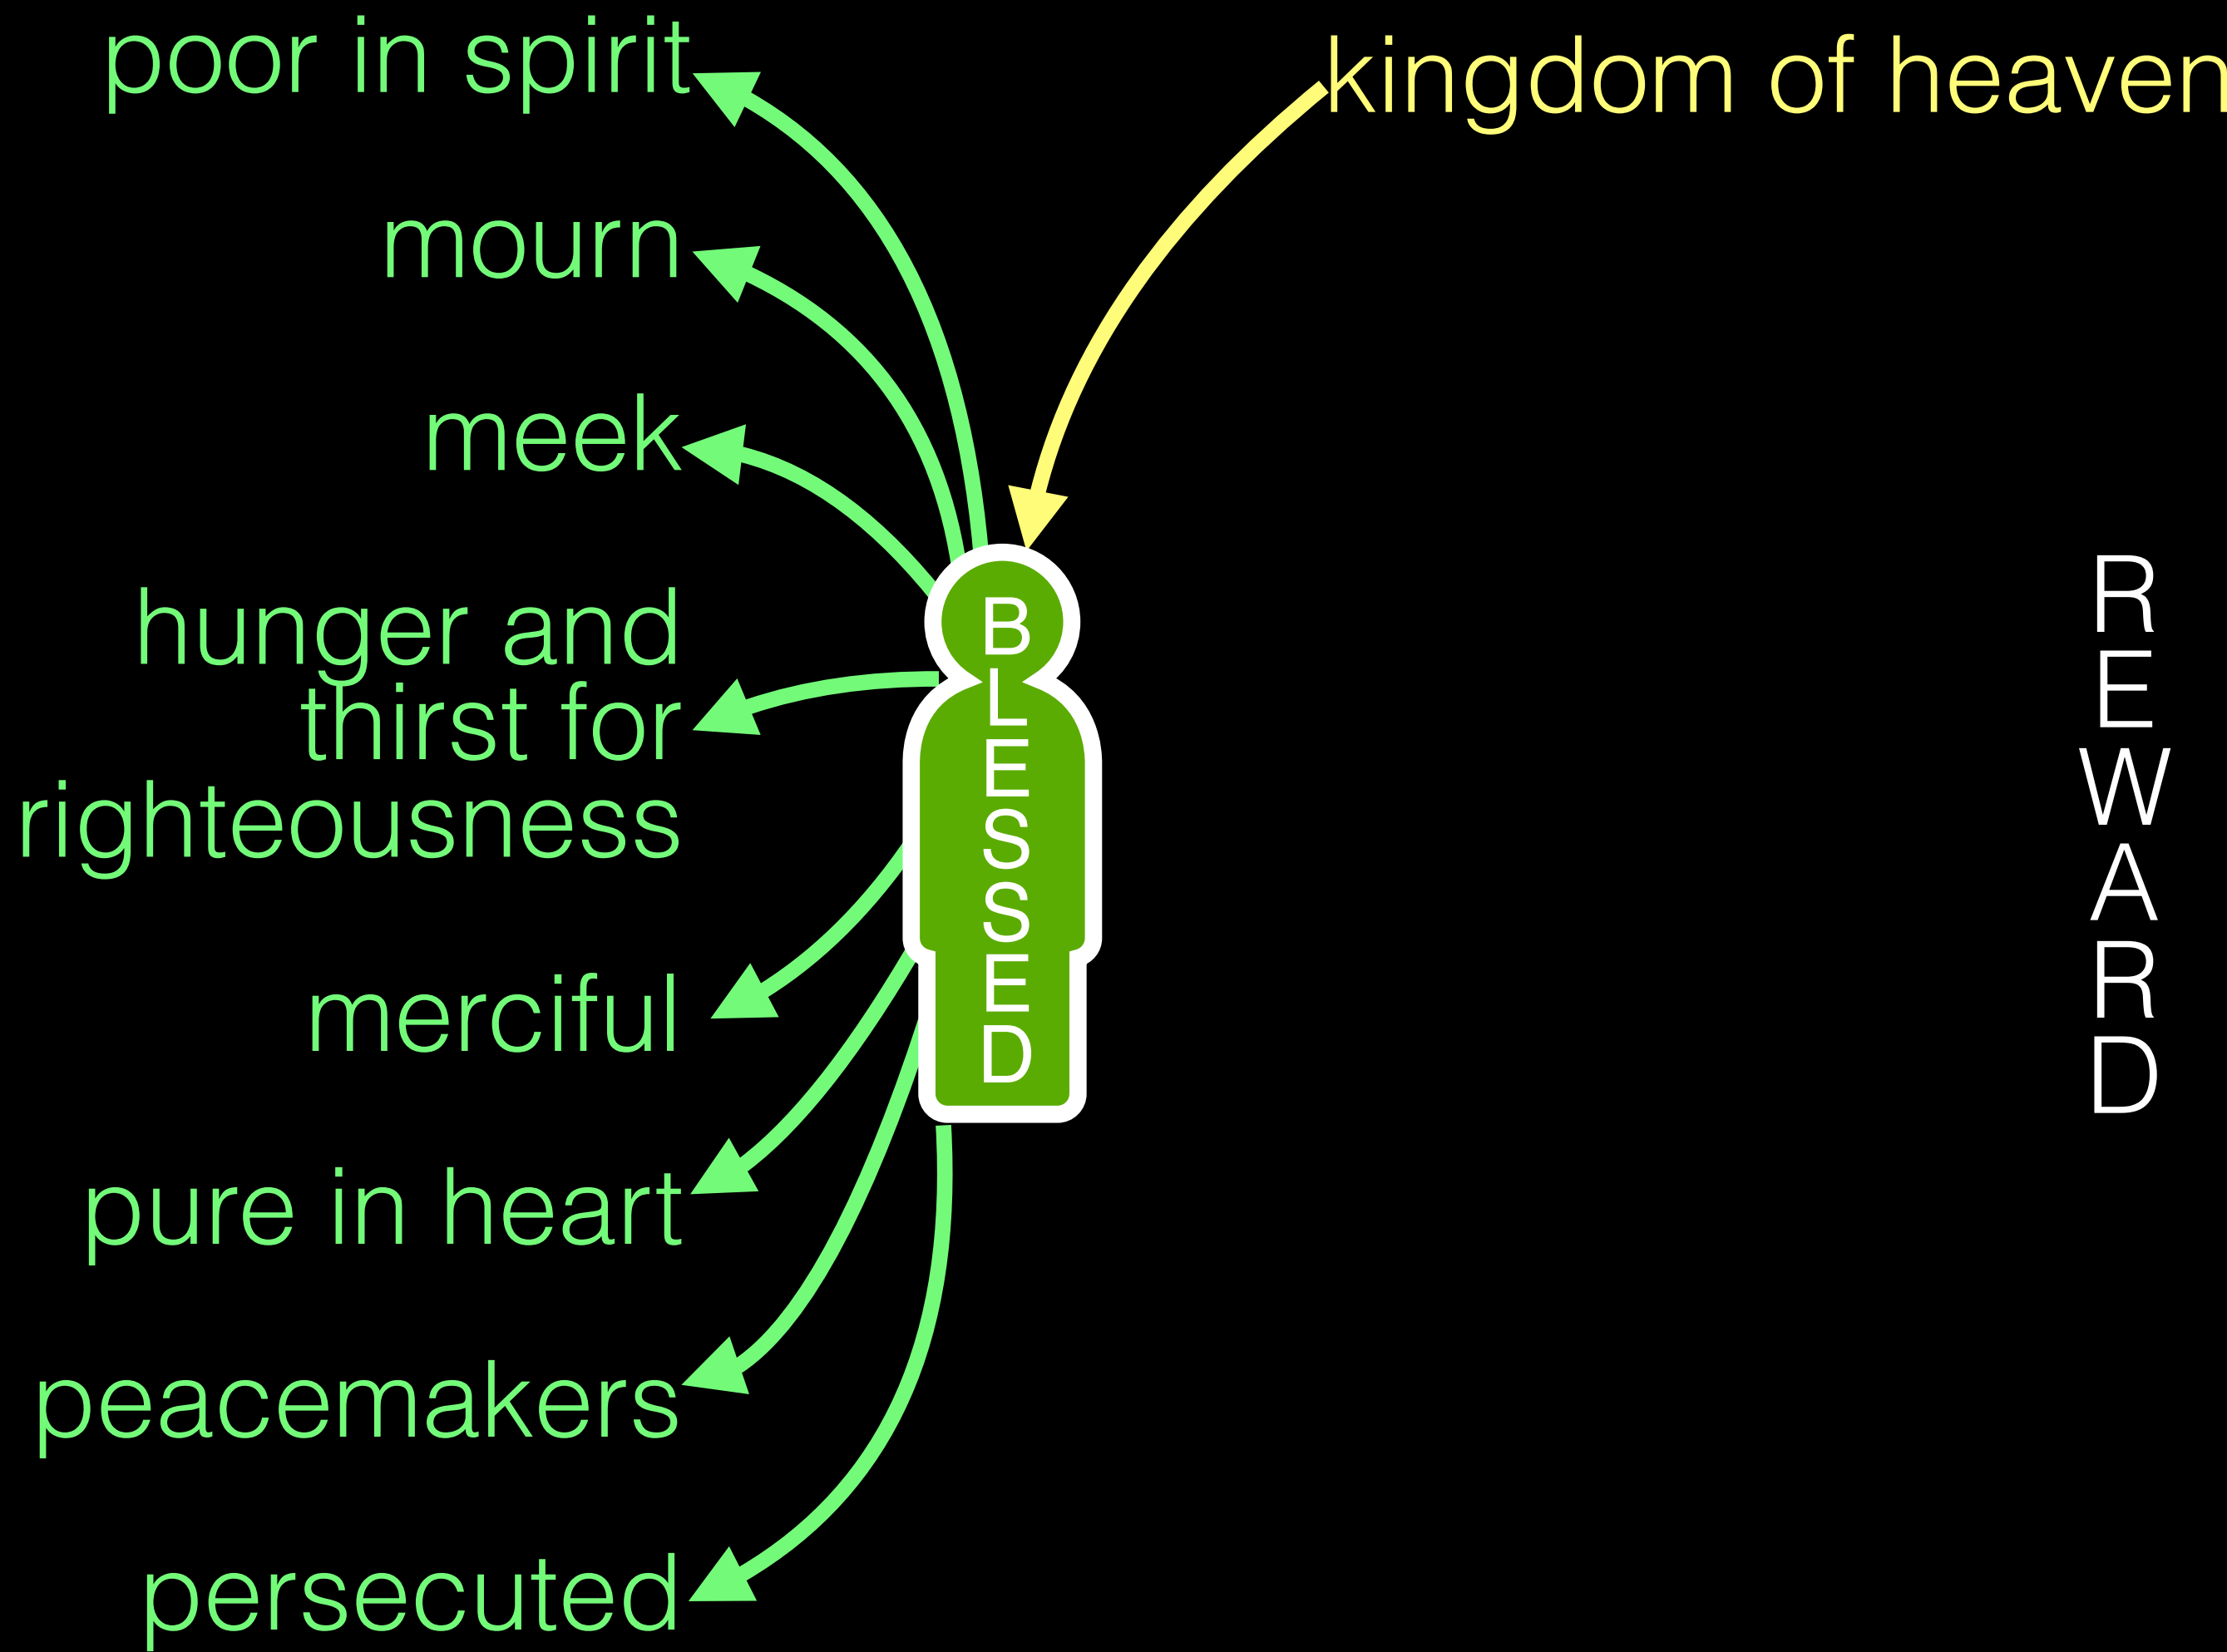 poor in spirit
mourn
meek
hunger and
thirst for
righteousness
merciful
pure in heart
peacemakers
persecuted
BLESSED
kingdom of heaven
REWARD